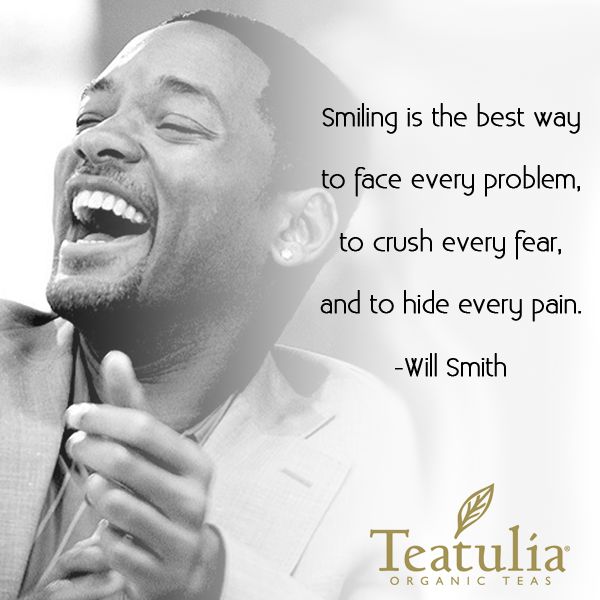 Smiling is the best way
to face every problem,
to crush every fear,
and to hide every pain.
-Will Smith
Teatulia®
ORGANIC TEAS